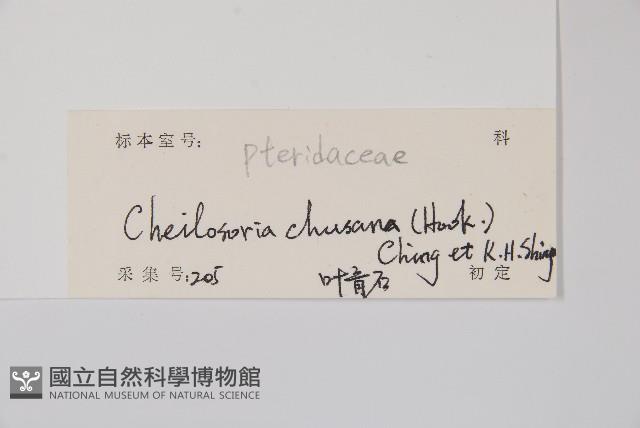 标本室号: Pteridaceae 科
Cheilosoria chusana (Hook.)
Ching et K.H.Shing
采集号:205 叶育石 初定
國立自然科學博物館
NATIONAL MUSEUM OF NATURAL SCIENCE